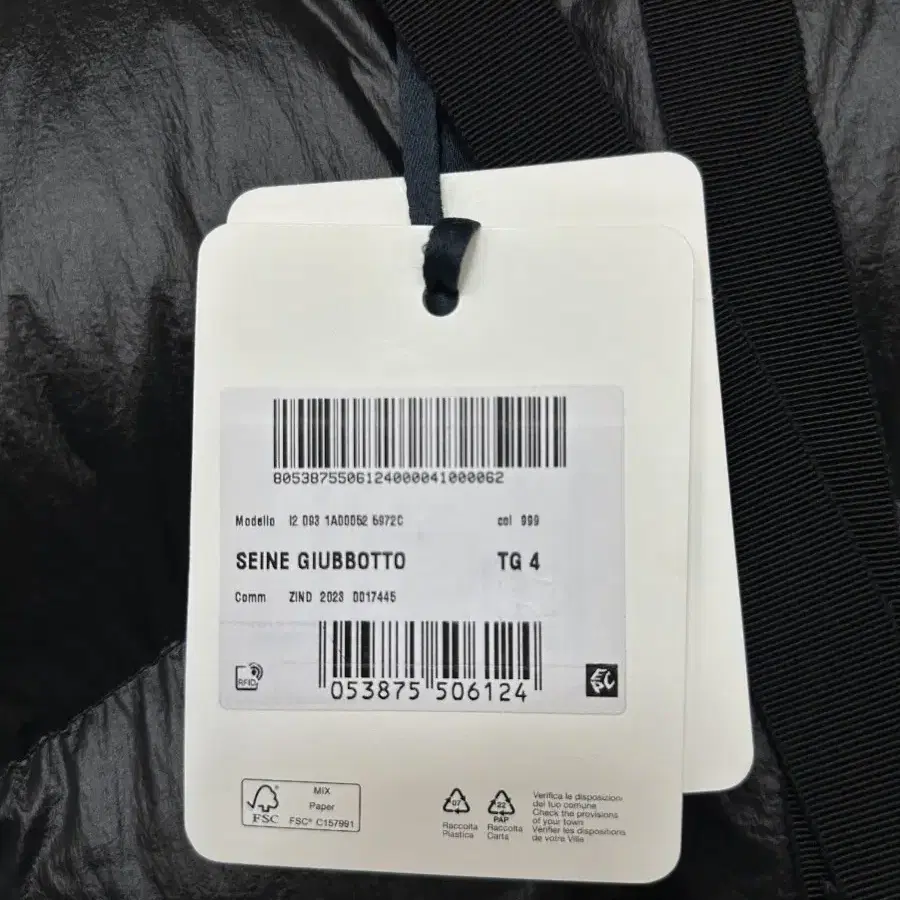 8053875506124000041000062
Modello I2 093 1A00052 5972C col 999
SEINE GIUBBOTTO TG 4
Comm ZIND 2023 0017445
RFID
EPC
053875 506124
MIX
Paper
FSC® C157991
FSC
07
Raccolta
Plastica
22
PAP
Raccolta
Carta
Verifica le disposizioni
del tuo comune
Check the provisions
of your town
Vérifier les dispositions
de votre Ville